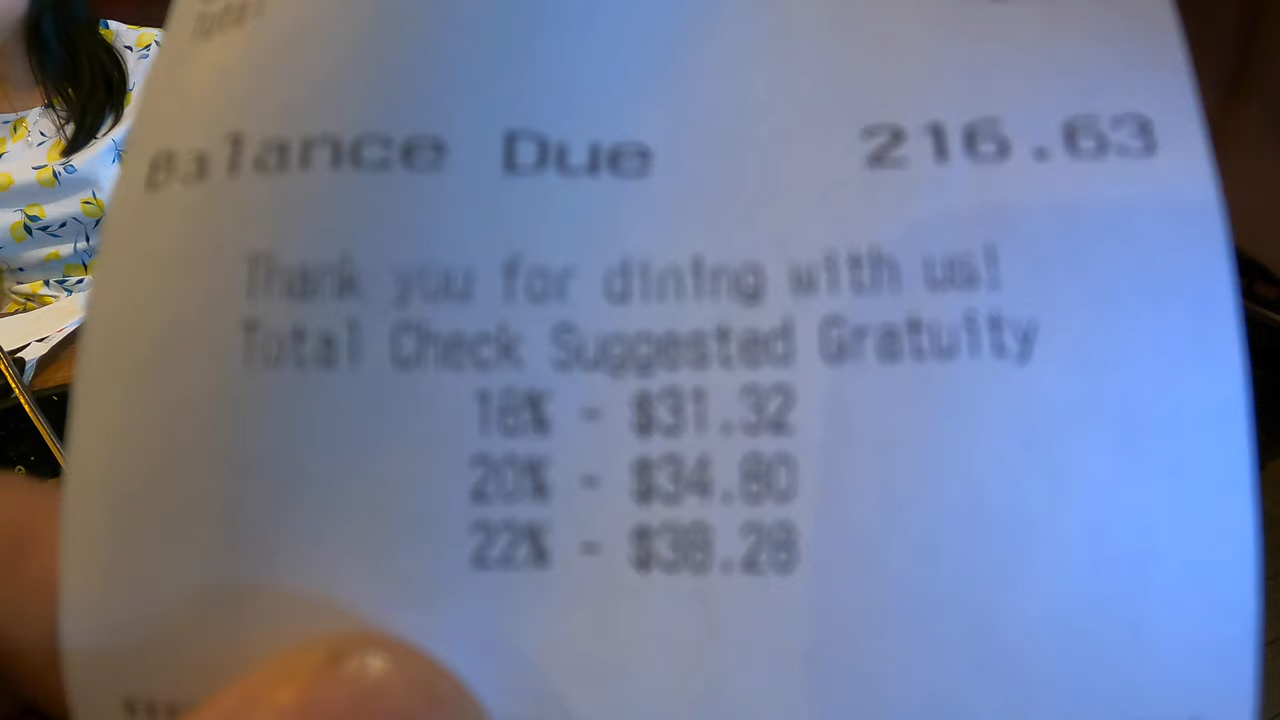 Total
Balance Due 216.63
Thank you for dining with us!
Total Check Suggested Gratuity
18% - $31.32
20% - $34.80
22% - $38.28